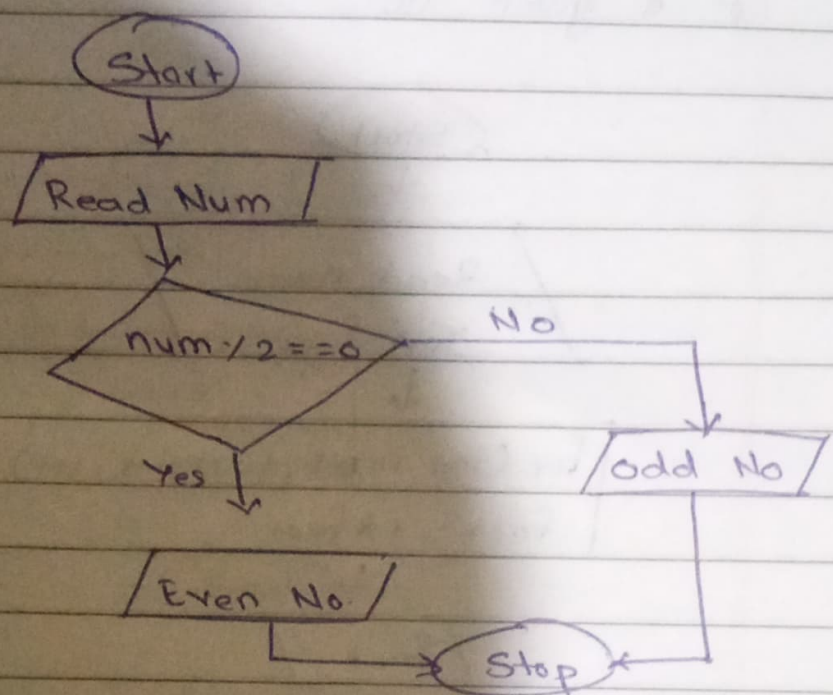 Start
Read Num
num % 2 = = 0
No
Yes
odd No
Even No.
Stop